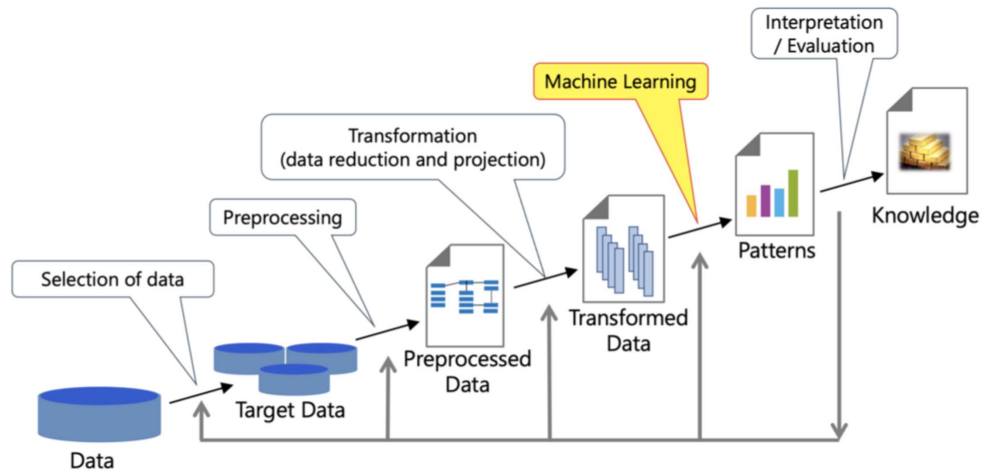 Interpretation
/ Evaluation
Machine Learning
Transformation
(data reduction and projection)
Preprocessing
Selection of data
Knowledge
Patterns
Transformed
Data
Preprocessed
Data
Target Data
Data